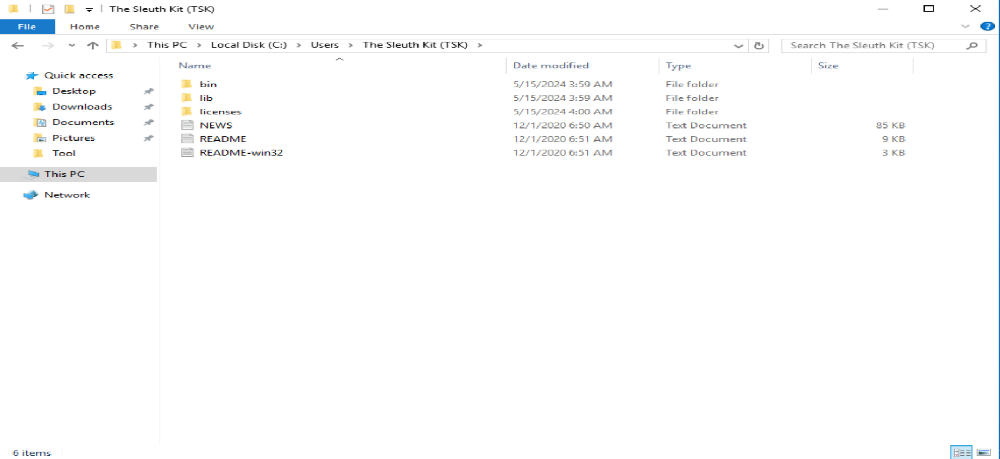 The Sleuth Kit (TSK)
File Home Share View
This PC > Local Disk (C:) > Users > The Sleuth Kit (TSK) >
Search The Sleuth Kit (TSK)
Name Date modified Type Size
Quick access
Desktop
Downloads
Documents
Pictures
Tool
This PC
Network
bin 5/15/2024 3:59 AM File folder
lib 5/15/2024 3:59 AM File folder
licenses 5/15/2024 4:00 AM File folder
NEWS 12/1/2020 6:50 AM Text Document 85 KB
README 12/1/2020 6:51 AM Text Document 9 KB
README-win32 12/1/2020 6:51 AM Text Document 3 KB
6 items